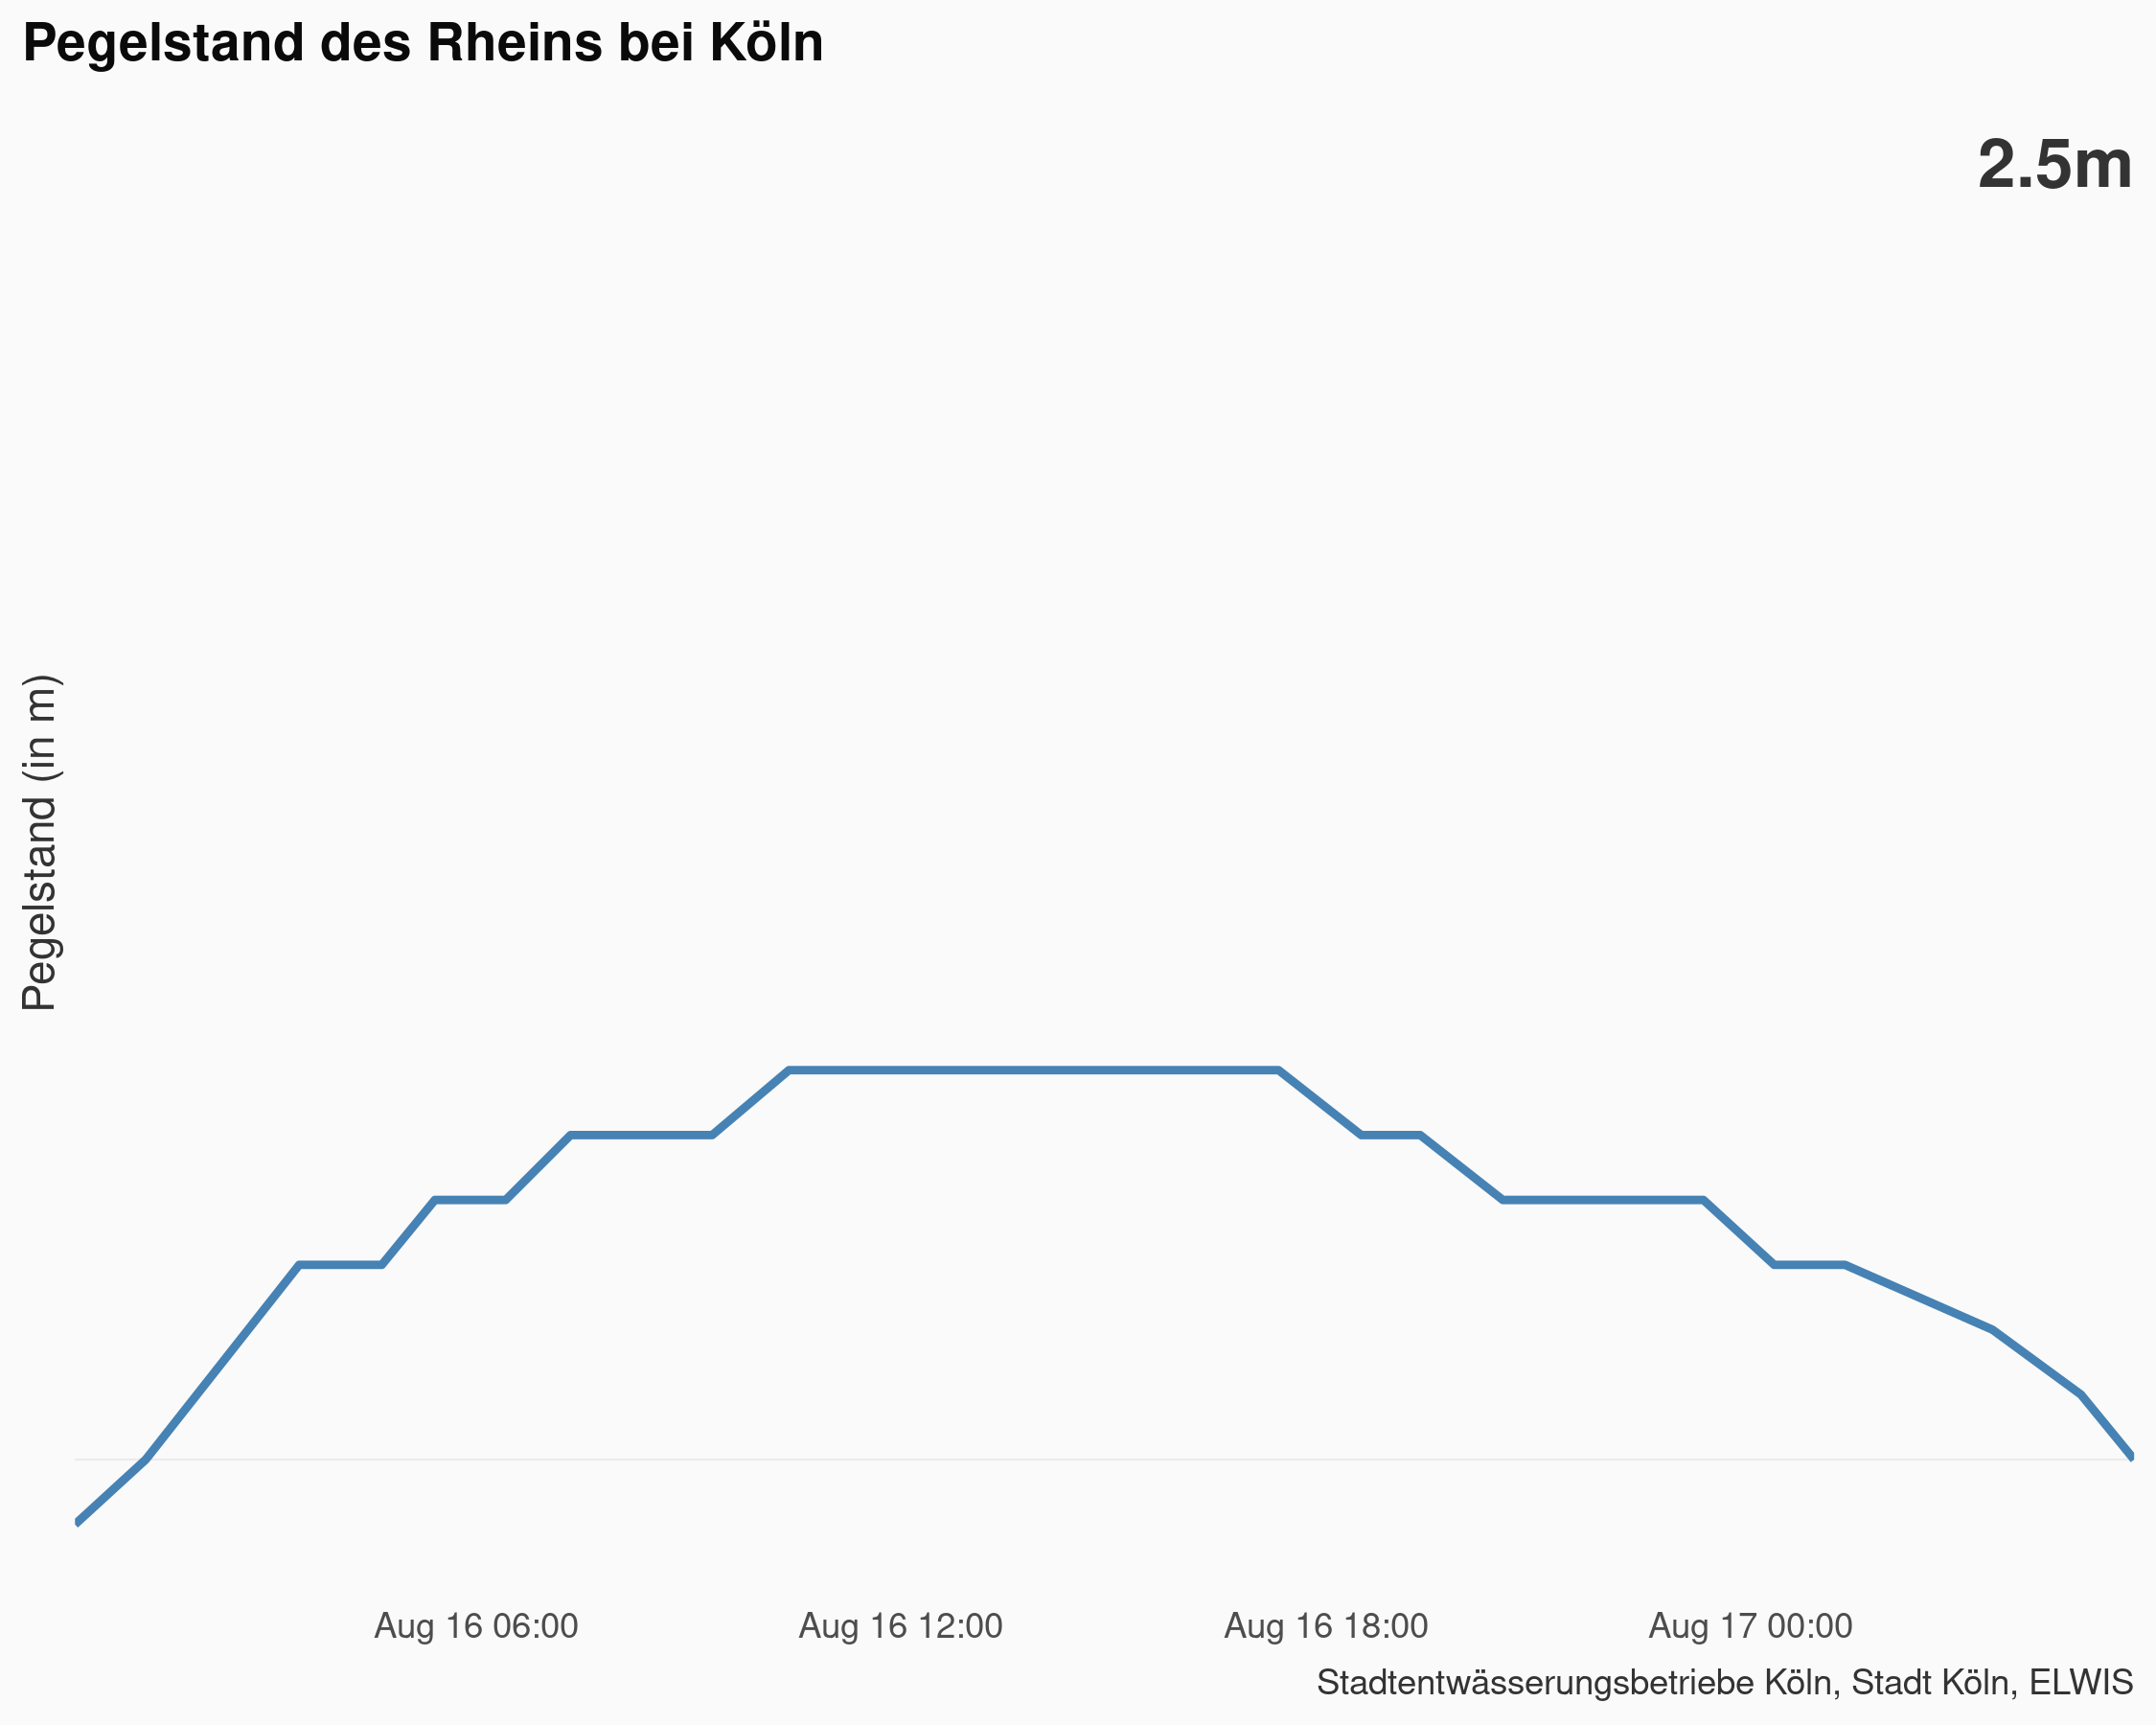 Pegelstand des Rheins bei Köln
2.5m
Pegelstand (in m)
Aug 16 06:00
Aug 16 12:00
Aug 16 18:00
Aug 17 00:00
Stadtentwässerungsbetriebe Köln, Stadt Köln, ELWIS